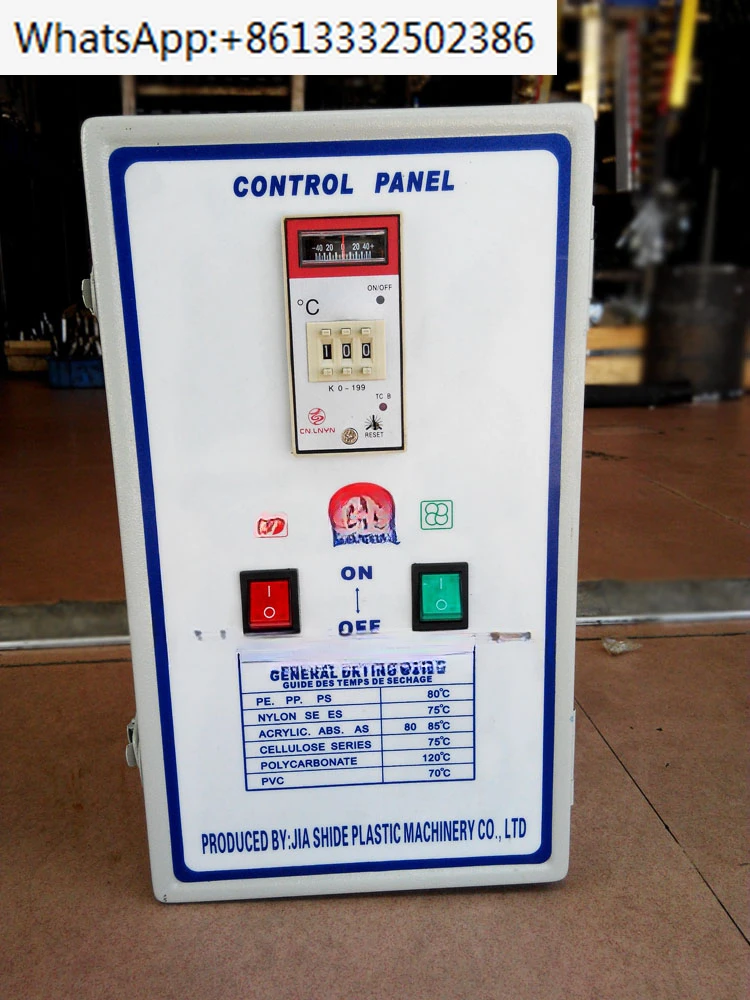 WhatsApp:+8613332502386
CONTROL PANEL
-40 20 0 20 40+
ON/OFF
°C
1 0 0
K 0-199
TC B
CN.LNYN
RESET
ON
OFF
GENERAL
GUIDE DES TEMPS DE SECHAGE
PE. PP. PS 80℃
NYLON SE ES 75℃
ACRYLIC. ABS. AS 80 85℃
CELLULOSE SERIES 75℃
POLYCARBONATE 120℃
PVC 70℃
PRODUCED BY:JIA SHIDE PLASTIC MACHINERY CO., LTD